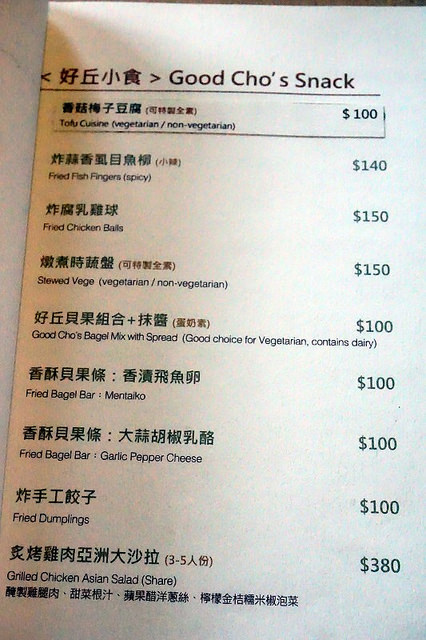 < 好丘小食 > Good Cho's Snack
香菇梅子豆腐 (可特製全素) $100
Tofu Cuisine (vegetarian / non-vegetarian)
炸蒜香虱目魚柳 (小辣) $140
Fried Fish Fingers (spicy)
炸腐乳雞球 $150
Fried Chicken Balls
燉煮時蔬盤 (可特製全素) $150
Stewed Vege (vegetarian / non-vegetarian)
好丘貝果組合+抹醬 (蛋奶素) $100
Good Cho's Bagel Mix with Spread (Good choice for Vegetarian, contains dairy)
香酥貝果條：香漬飛魚卵 $100
Fried Bagel Bar：Mentaiko
香酥貝果條：大蒜胡椒乳酪 $100
Fried Bagel Bar：Garlic Pepper Cheese
炸手工餃子 $100
Fried Dumplings
炙烤雞肉亞洲大沙拉 (3-5人份) $380
Grilled Chicken Asian Salad (Share)
醃製雞腿肉、甜菜根汁、蘋果醋洋蔥絲、檸檬金桔糯米椒泡菜